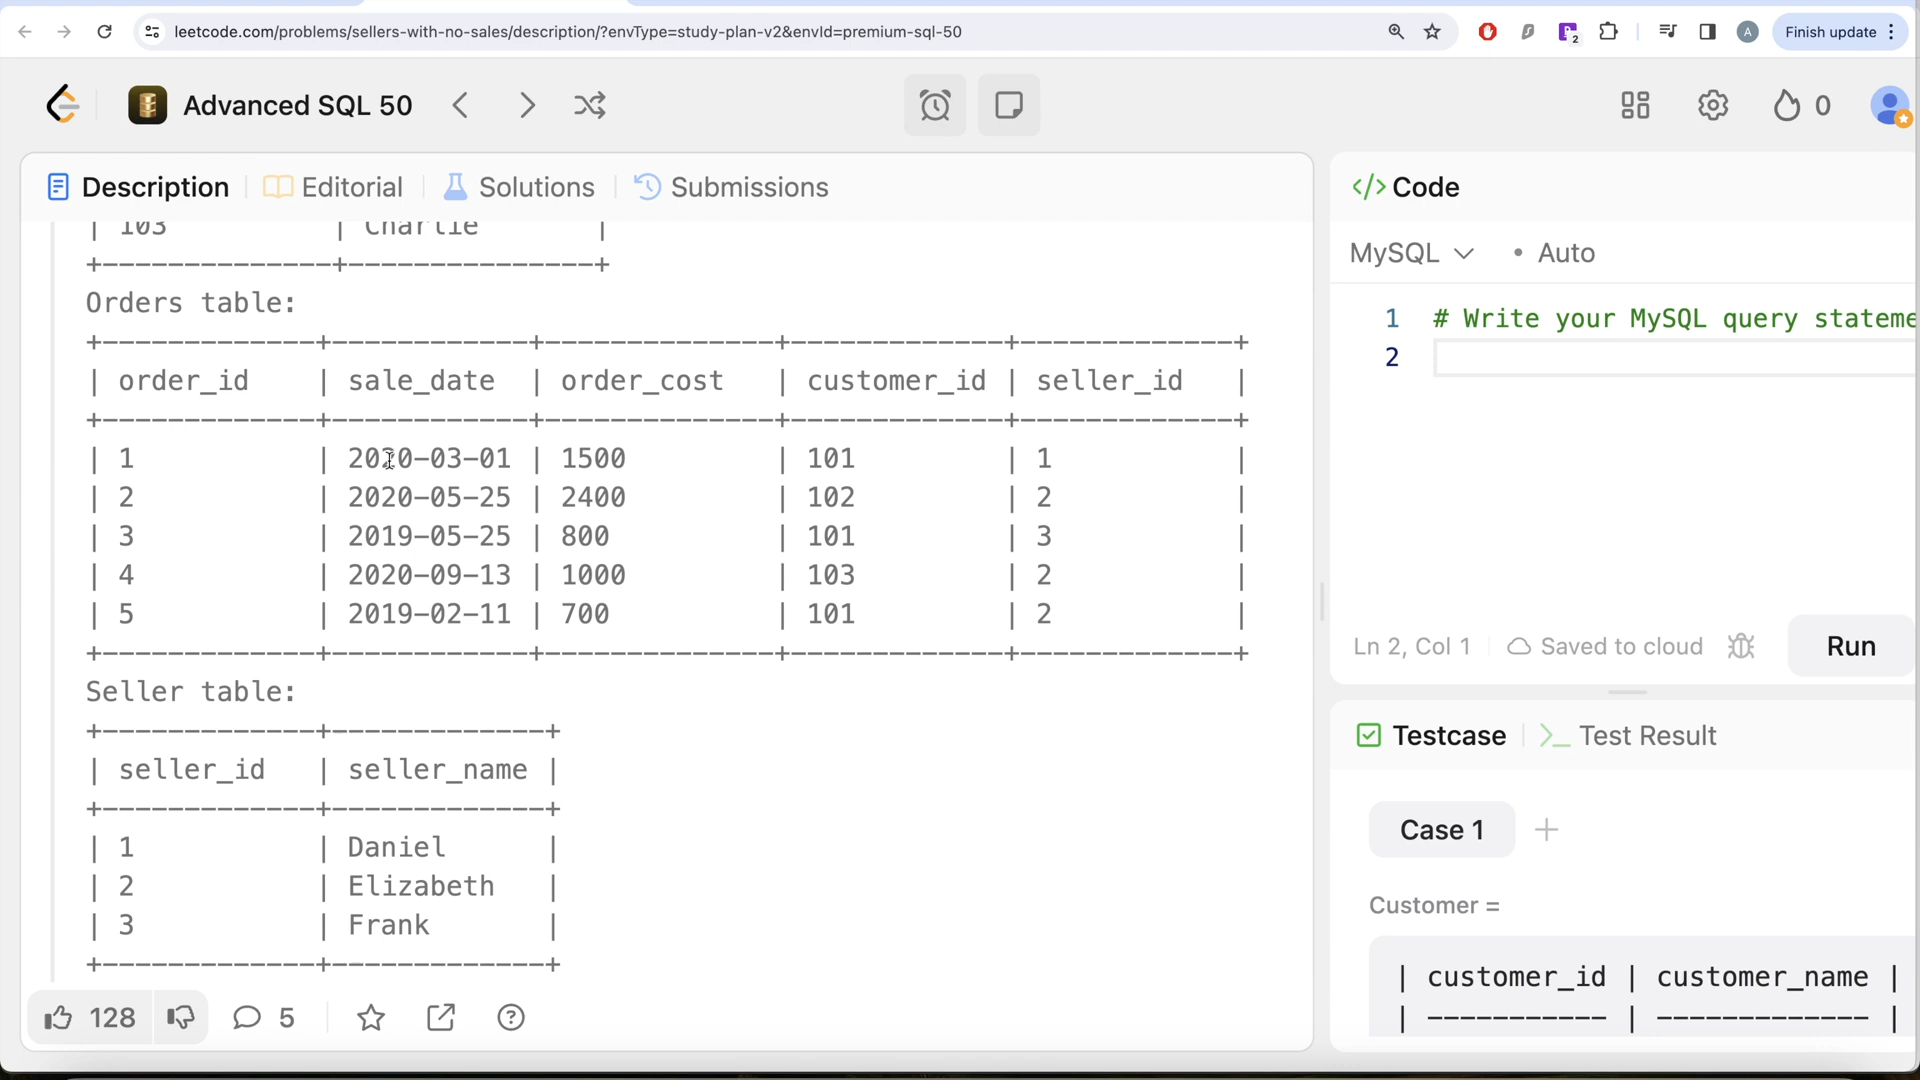 leetcode.com/problems/sellers-with-no-sales/description/?envType=study-plan-v2&envId=premium-sql-50
2
A
Finish update
Advanced SQL 50
0
Description
Editorial
Solutions
Submissions
| 103 | Charlie |
+---------------+---------------+
Orders table:
+--------------+-------------+---------------+--------------+--------------+
| order_id | sale_date | order_cost | customer_id | seller_id |
+--------------+-------------+---------------+--------------+--------------+
| 1 | 2020-03-01 | 1500 | 101 | 1 |
| 2 | 2020-05-25 | 2400 | 102 | 2 |
| 3 | 2019-05-25 | 800 | 101 | 3 |
| 4 | 2020-09-13 | 1000 | 103 | 2 |
| 5 | 2019-02-11 | 700 | 101 | 2 |
+--------------+-------------+---------------+--------------+--------------+
Seller table:
+--------------+-------------+
| seller_id | seller_name |
+--------------+-------------+
| 1 | Daniel |
| 2 | Elizabeth |
| 3 | Frank |
+--------------+-------------+
128
5
</> Code
MySQL • Auto
1 # Write your MySQL query stateme
2
Ln 2, Col 1
Saved to cloud
Run
Testcase
>_ Test Result
Case 1 +
Customer =
| customer_id | customer_name |
| ----------- | ------------- |